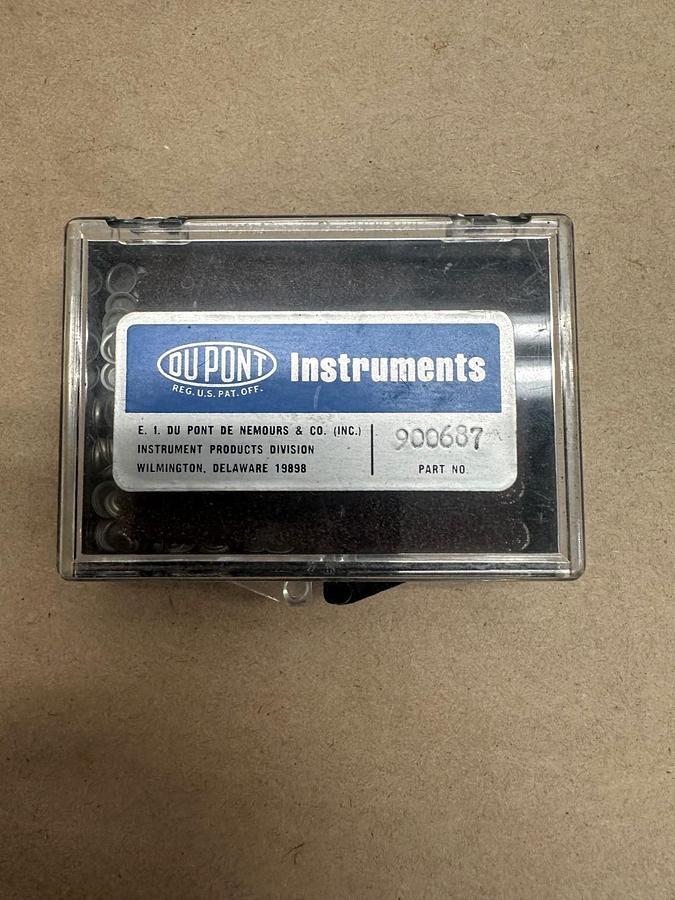 DU PONT Instruments
REG. U.S. PAT. OFF.
E. I. DU PONT DE NEMOURS & CO. (INC.)
INSTRUMENT PRODUCTS DIVISION
WILMINGTON, DELAWARE 19898
900687
PART NO.